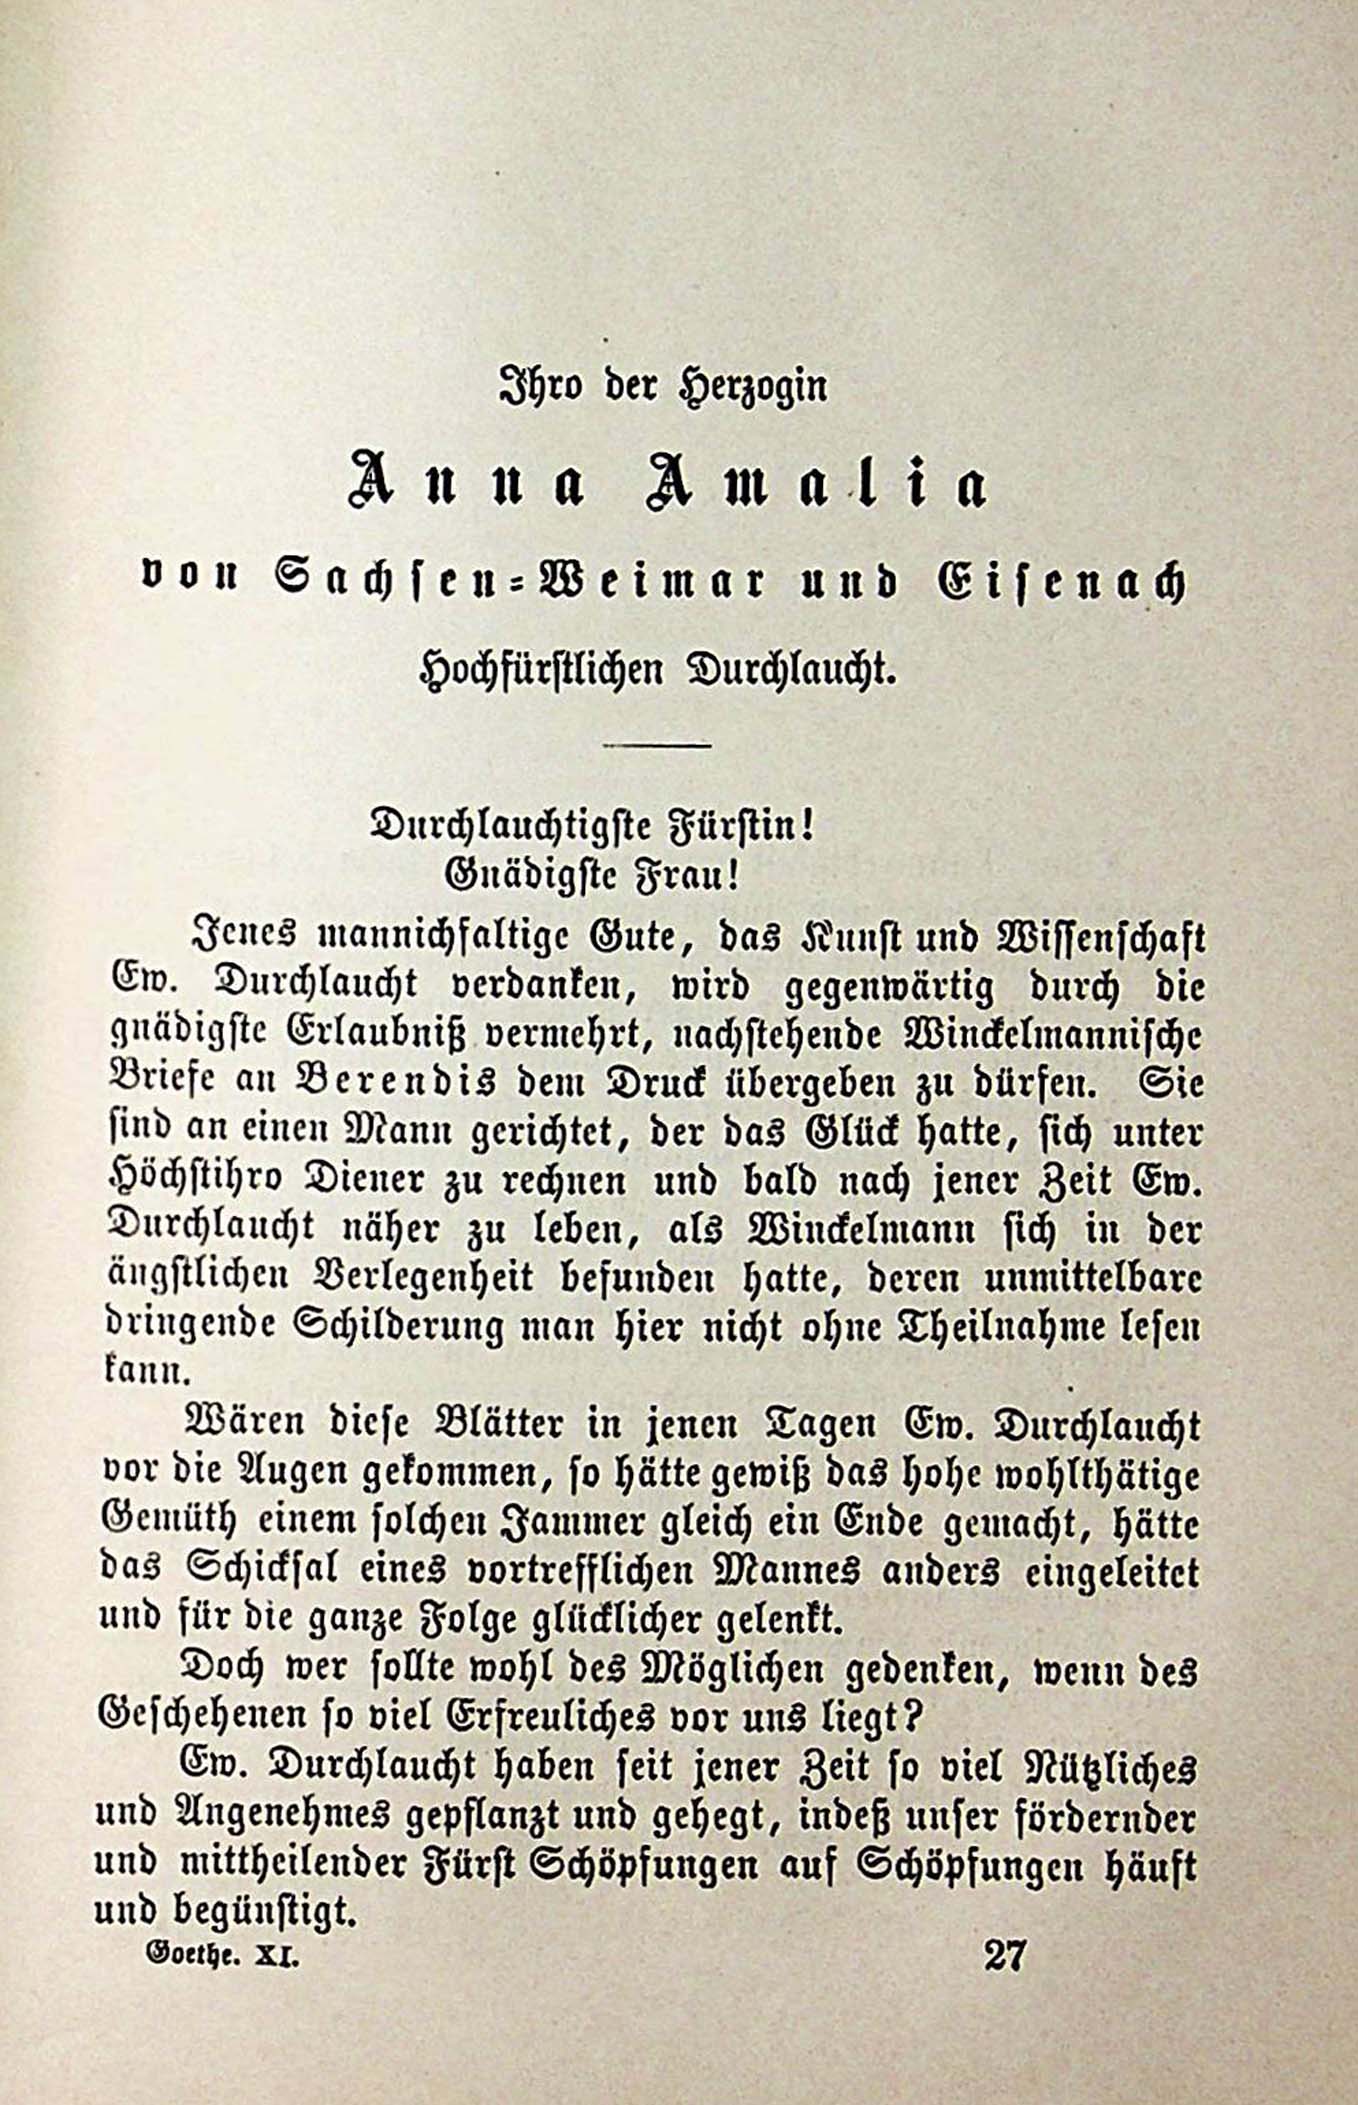 Ihro der Herzogin
Anna Amalia
von Sachsen-Weimar und Eisenach
Hochfürstlichen Durchlaucht.
Durchlauchtigste Fürstin!
Gnädigste Frau!
Jenes mannichfaltige Gute, das Kunst und Wissenschaft
Ew. Durchlaucht verdanken, wird gegenwärtig durch die
gnädigste Erlaubniß vermehrt, nachstehende Winckelmannische
Briefe an Berendis dem Druck übergeben zu dürfen. Sie
sind an einen Mann gerichtet, der das Glück hatte, sich unter
Höchstihro Diener zu rechnen und bald nach jener Zeit Ew.
Durchlaucht näher zu leben, als Winckelmann sich in der
ängstlichen Verlegenheit befunden hatte, deren unmittelbare
dringende Schilderung man hier nicht ohne Theilnahme lesen
kann.
Wären diese Blätter in jenen Tagen Ew. Durchlaucht
vor die Augen gekommen, so hätte gewiß das hohe wohlthätige
Gemüth einem solchen Jammer gleich ein Ende gemacht, hätte
das Schicksal eines vortrefflichen Mannes anders eingeleitet
und für die ganze Folge glücklicher gelenkt.
Doch wer sollte wohl des Möglichen gedenken, wenn des
Geschehenen so viel Erfreuliches vor uns liegt?
Ew. Durchlaucht haben seit jener Zeit so viel Nützliches
und Angenehmes gepflanzt und gehegt, indeß unser fördernder
und mittheilender Fürst Schöpfungen auf Schöpfungen häuft
und begünstigt.
Goethe. XI. 27